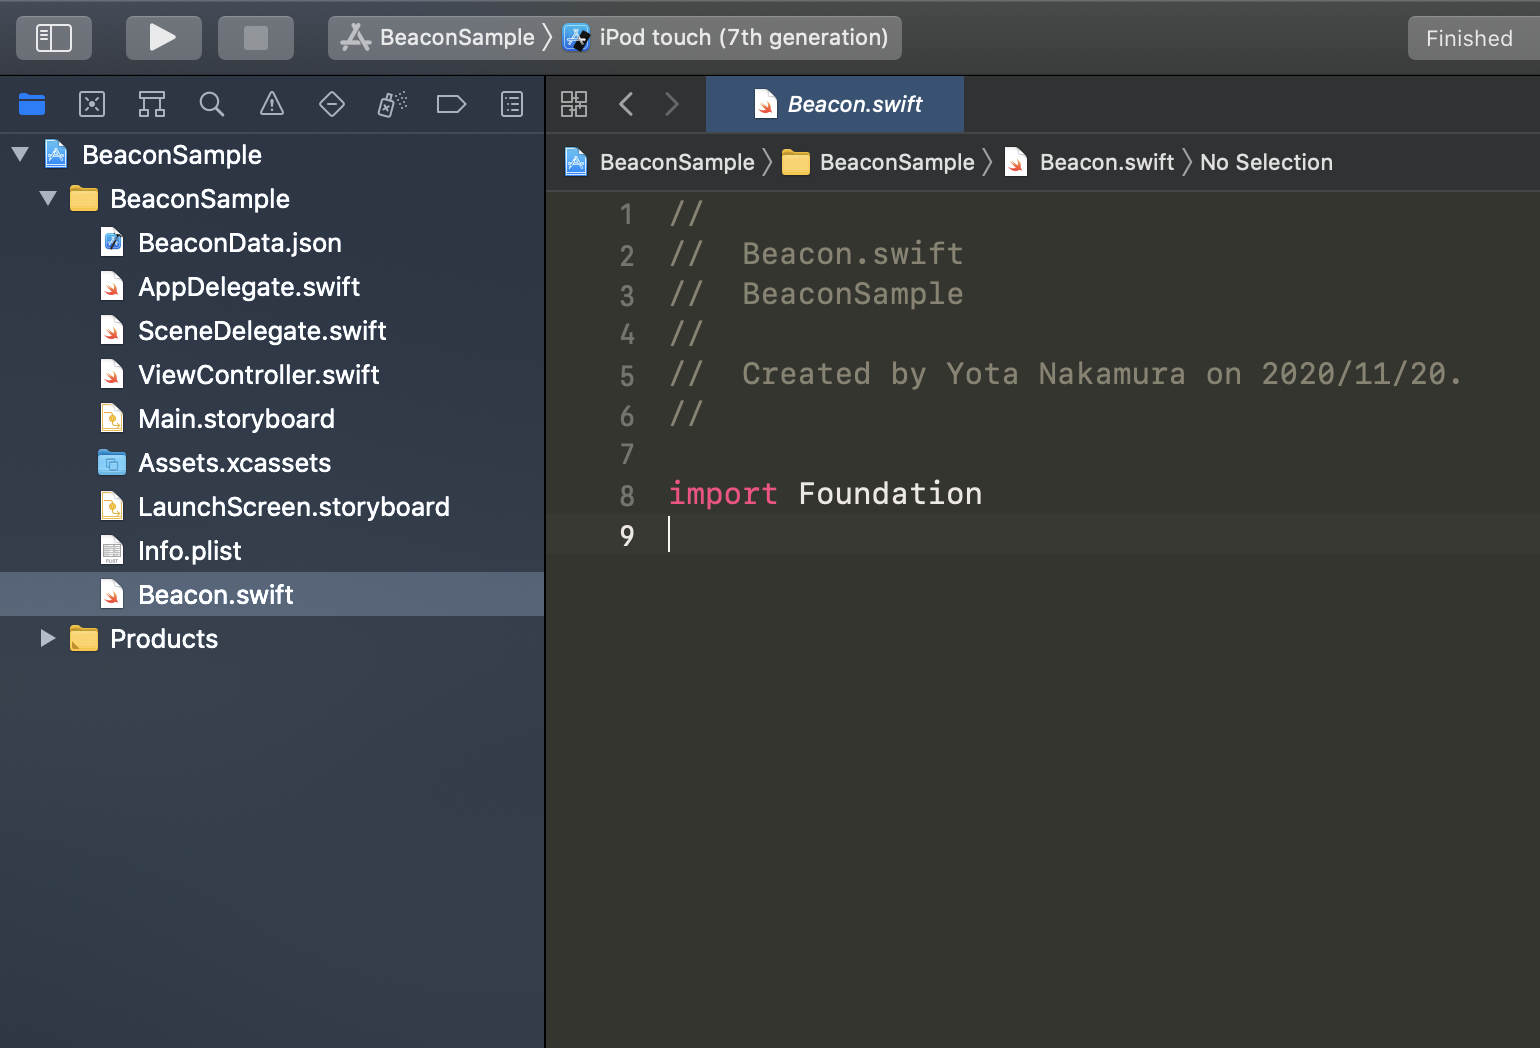 BeaconSample 〉 iPod touch (7th generation)
Finished
Beacon.swift
BeaconSample 〉 BeaconSample 〉 Beacon.swift 〉 No Selection
BeaconSample
BeaconSample
BeaconData.json
AppDelegate.swift
SceneDelegate.swift
ViewController.swift
Main.storyboard
Assets.xcassets
LaunchScreen.storyboard
Info.plist
Beacon.swift
Products
1 //
2 //  Beacon.swift
3 //  BeaconSample
4 //
5 //  Created by Yota Nakamura on 2020/11/20.
6 //
7
8 import Foundation
9